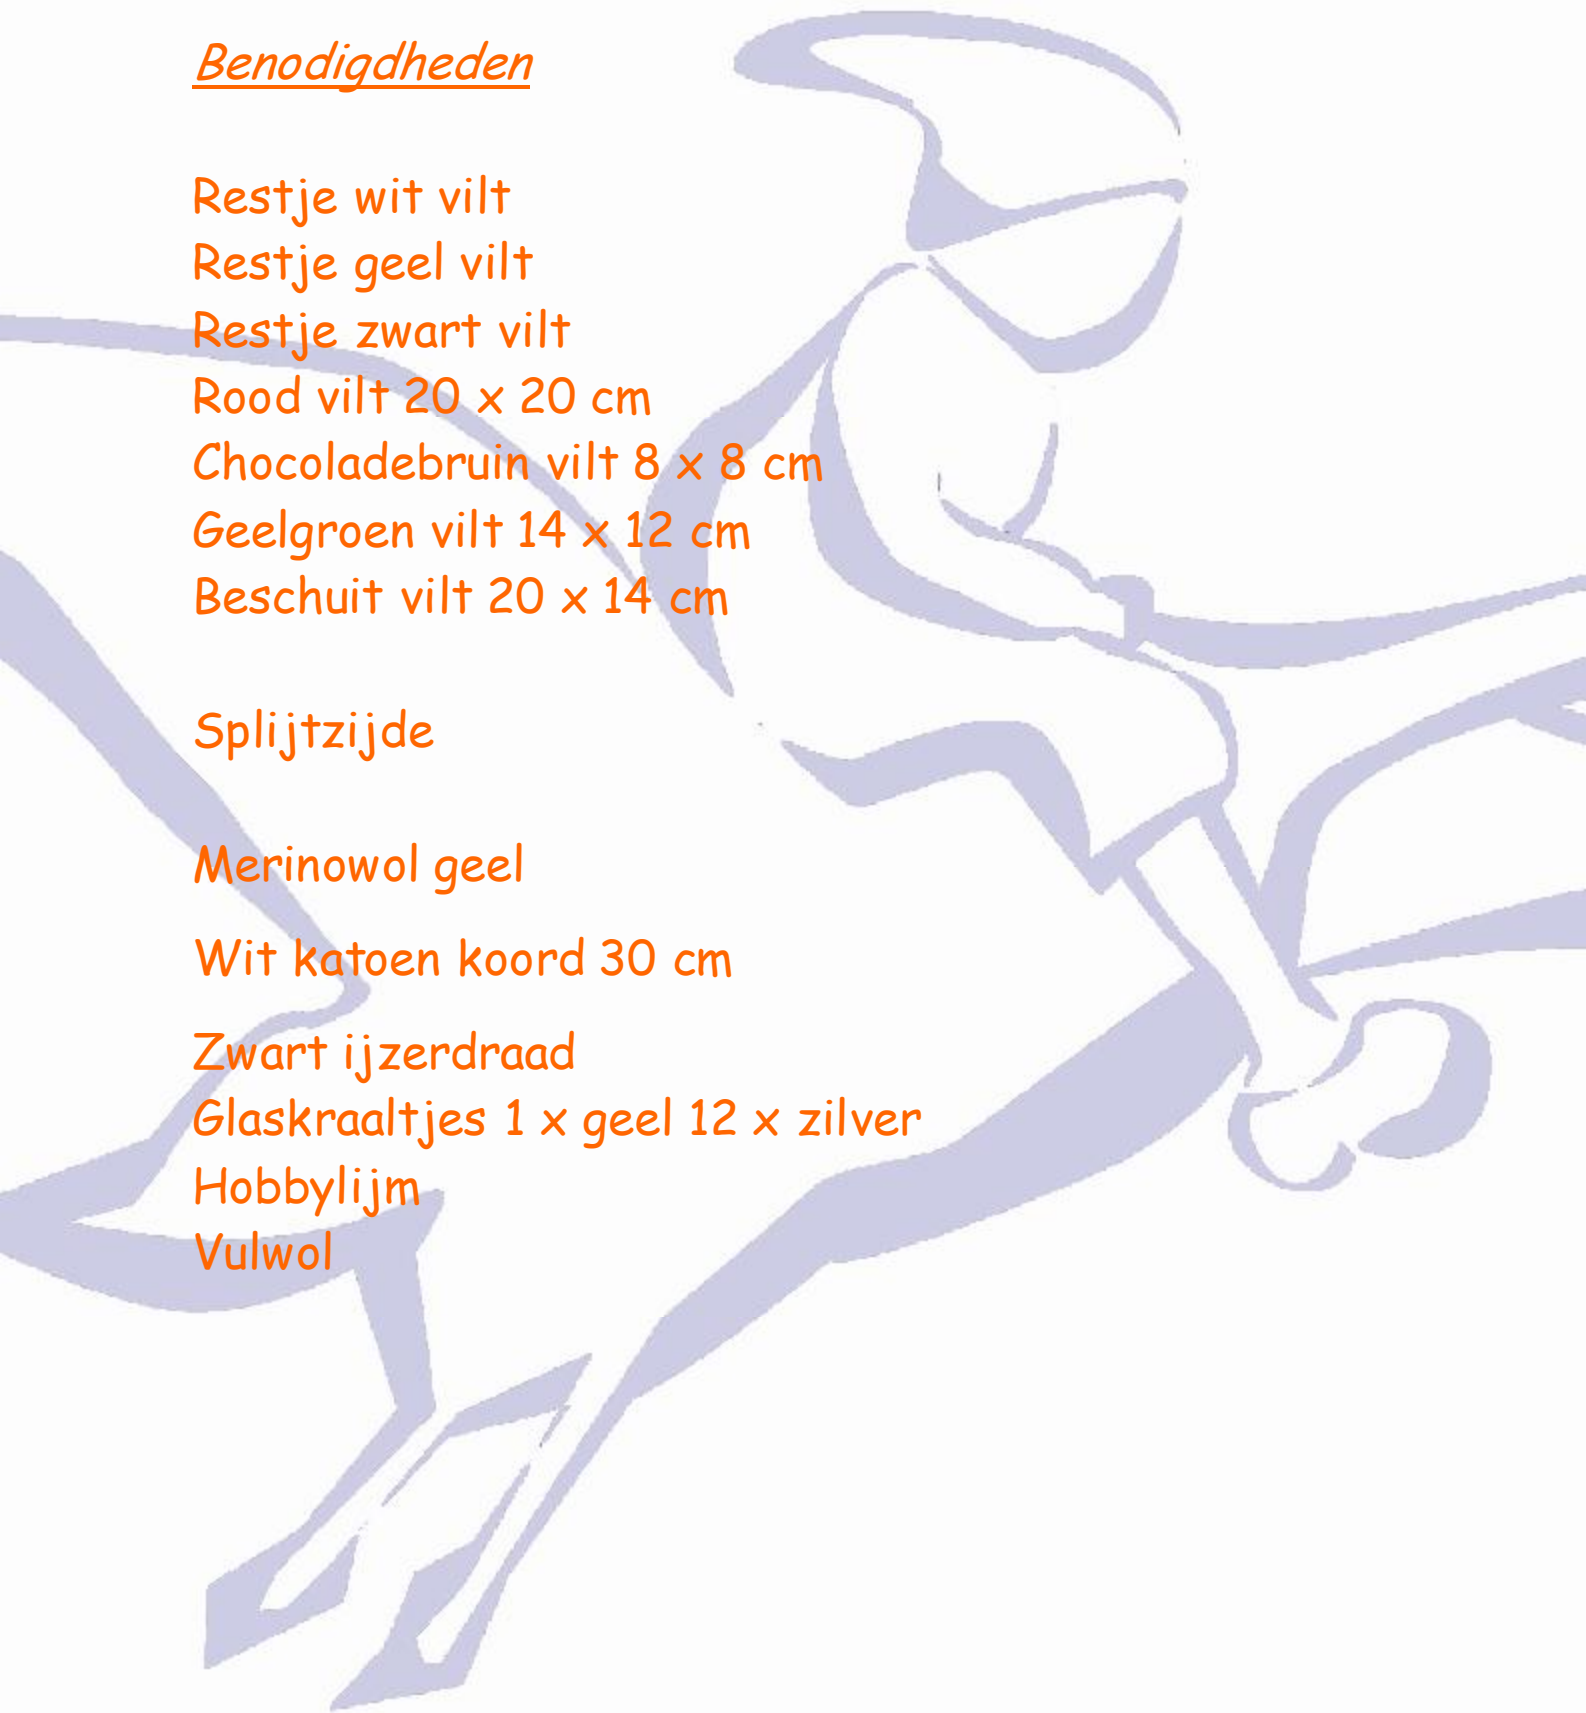 Benodigdheden
Restje wit vilt
Restje geel vilt
Restje zwart vilt
Rood vilt 20 x 20 cm
Chocoladebruin vilt 8 x 8 cm
Geelgroen vilt 14 x 12 cm
Beschuit vilt 20 x 14 cm
Splijtzijde
Merinowol geel
Wit katoen koord 30 cm
Zwart ijzerdraad
Glaskraaltjes 1 x geel 12 x zilver
Hobbylijm
Vulwol